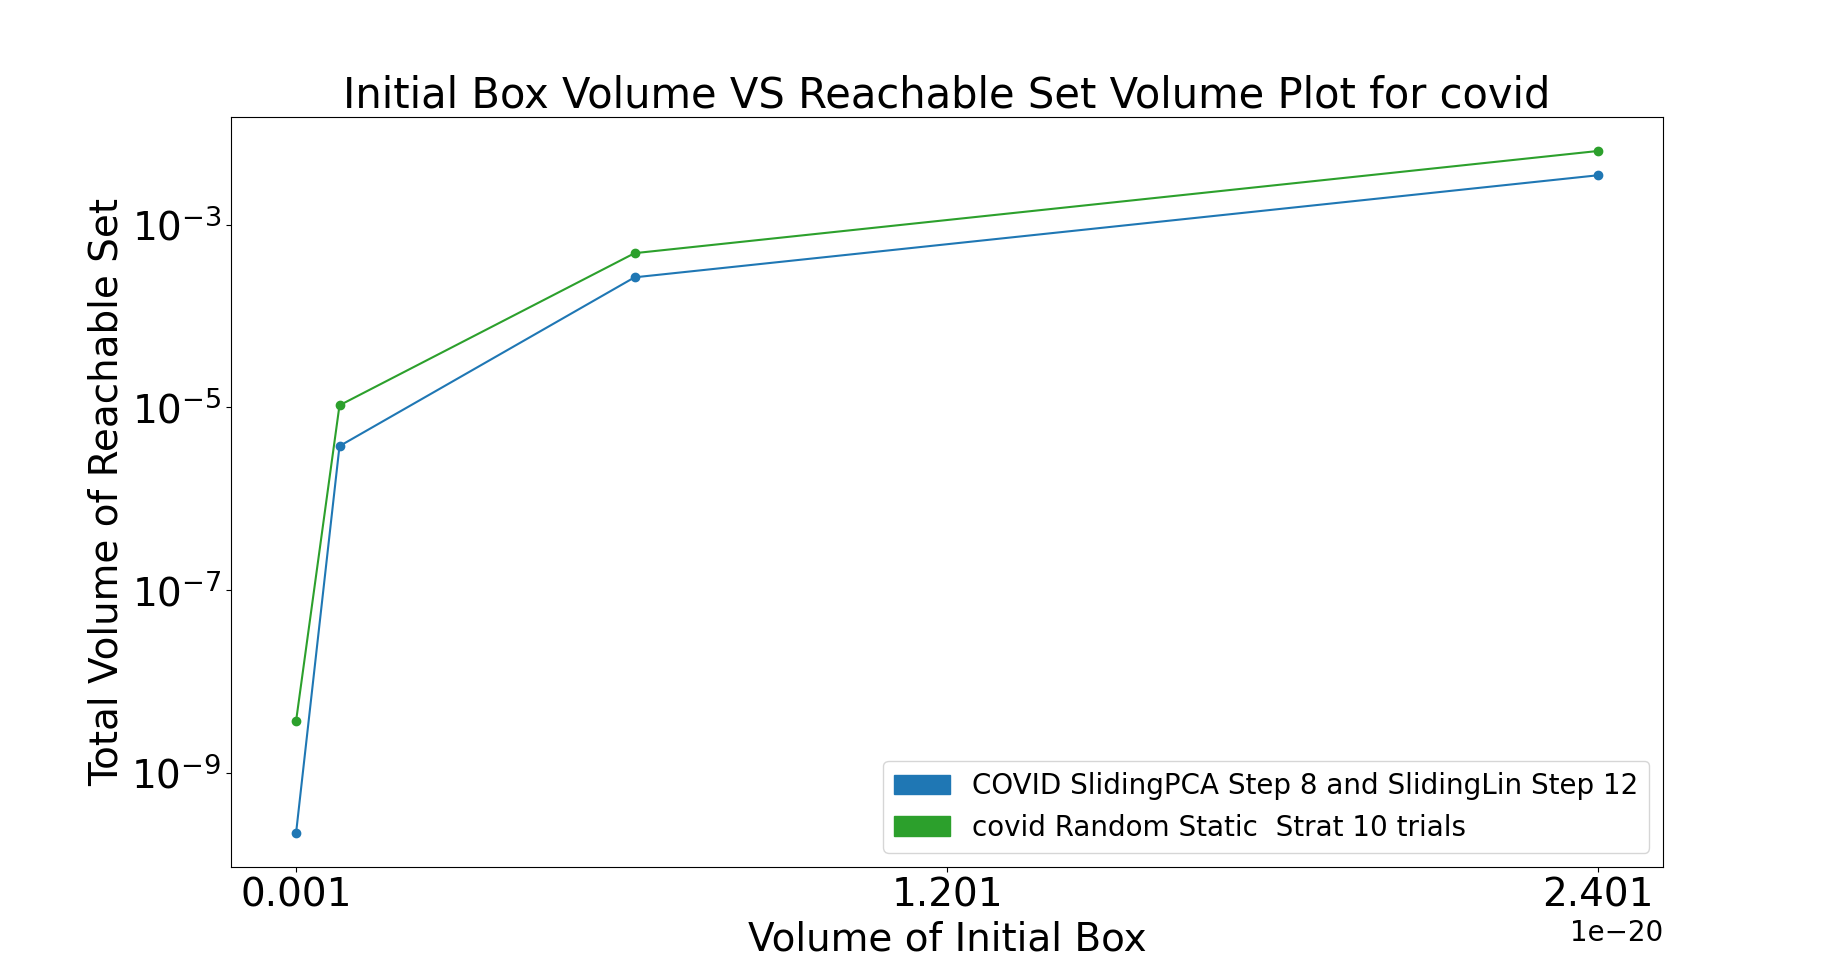 Initial Box Volume VS Reachable Set Volume Plot for covid
Total Volume of Reachable Set
10⁻³
10⁻⁵
10⁻⁷
10⁻⁹
COVID SlidingPCA Step 8 and SlidingLin Step 12
covid Random Static  Strat 10 trials
0.001
1.201
2.401
1e−20
Volume of Initial Box